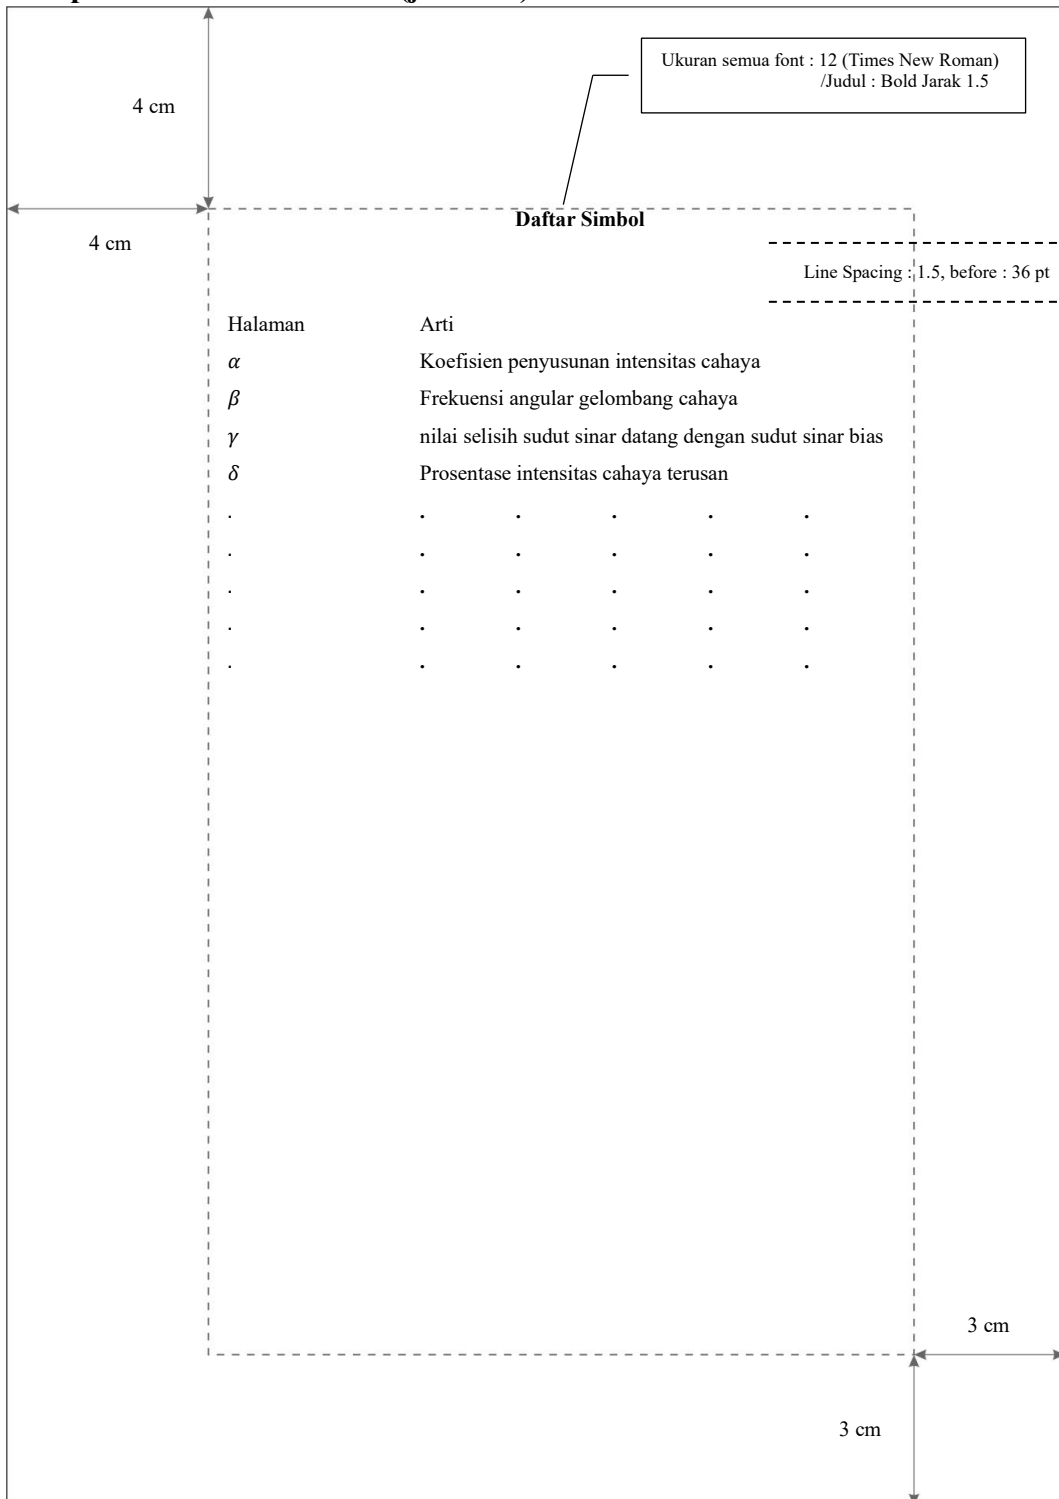 Ukuran semua font : 12 (Times New Roman)
/Judul : Bold Jarak 1.5
4 cm
4 cm
Daftar Simbol
Line Spacing : 1.5, before : 36 pt
Halaman Arti
α Koefisien penyusunan intensitas cahaya
β Frekuensi angular gelombang cahaya
γ nilai selisih sudut sinar datang dengan sudut sinar bias
δ Prosentase intensitas cahaya terusan
. . . . . .
. . . . . .
. . . . . .
. . . . . .
. . . . . .
3 cm
3 cm